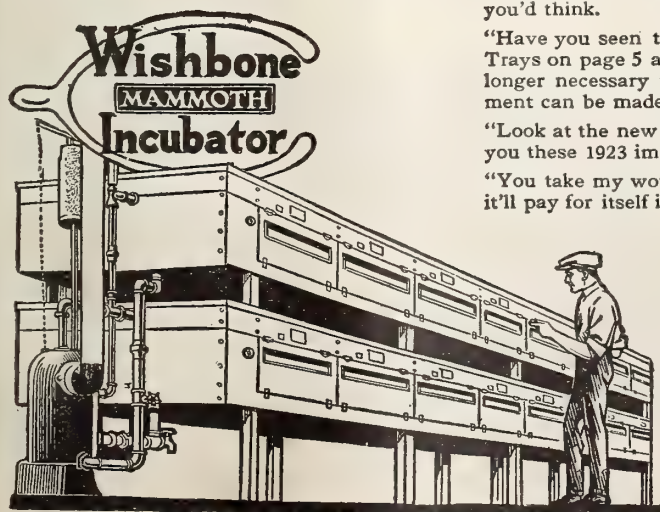 Wishbone
MAMMOTH
Incubator
you'd think.
"Have you seen t
Trays on page 5 a
longer necessary
ment can be made
"Look at the new
you these 1923 im
"You take my wo
it'll pay for itself i